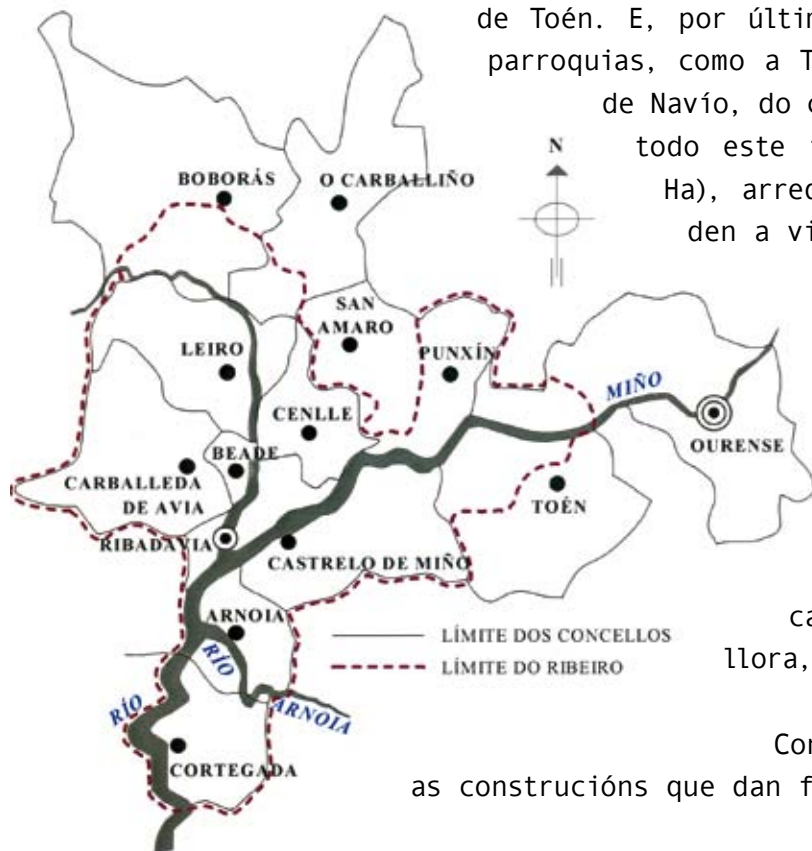 de Toén. E, por últim
parroquias, como a T
de Navío, do
todo este
Ha), arred
den a vi
N
BOBORÁS
O CARBALLIÑO
SAN
AMARO
PUNXÍN
LEIRO
MIÑO
CENLLE
OURENSE
BEADE
CARBALLEDA
DE AVIA
TOÉN
RIBADAVIA
CASTRELO DE MIÑO
ARNOIA
LÍMITE DOS CONCELLOS
LÍMITE DO RIBEIRO
RÍO
ARNOIA
RÍO
CORTEGADA
ca
llora,
Con
as construcións que dan f